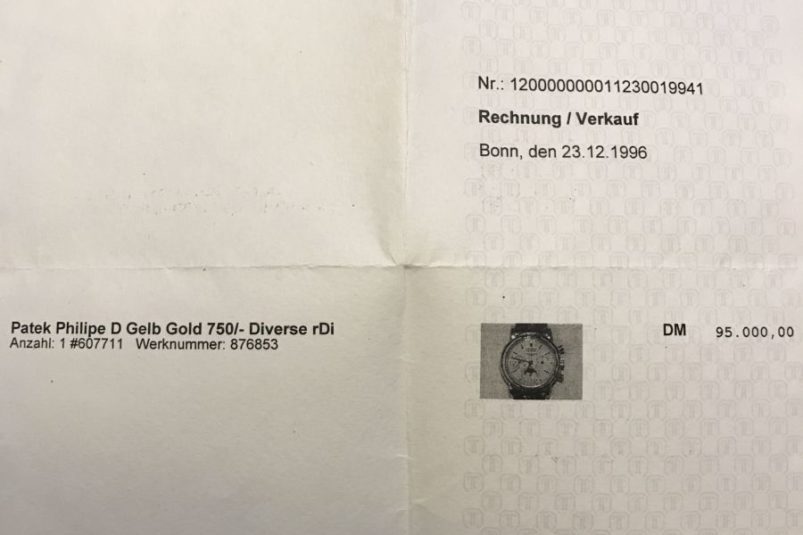 Nr.: 120000000011230019941
Rechnung / Verkauf
Bonn, den 23.12.1996
Patek Philipe D Gelb Gold 750/- Diverse rDi
Anzahl: 1 #607711 Werknummer: 876853
DM 95.000,00